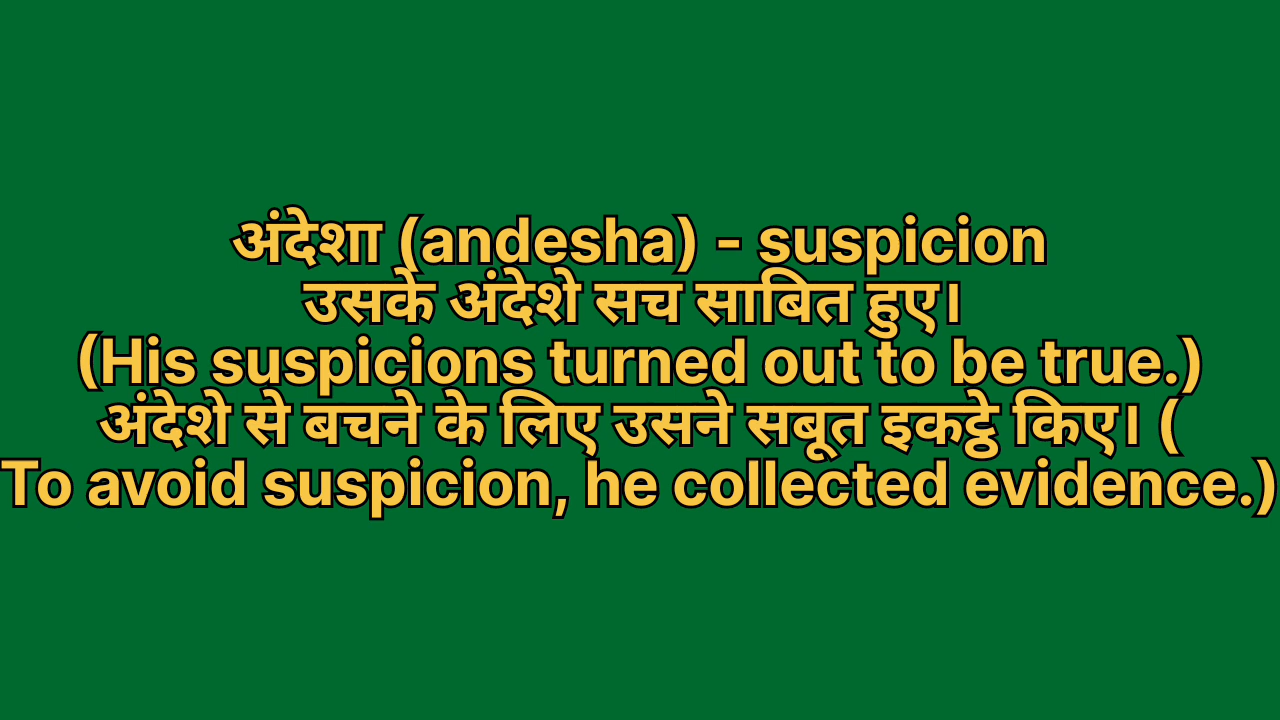 अंदेशा (andesha) - suspicion
उसके अंदेशे सच साबित हुए।
(His suspicions turned out to be true.)
अंदेशे से बचने के लिए उसने सबूत इकट्ठे किए। (
To avoid suspicion, he collected evidence.)